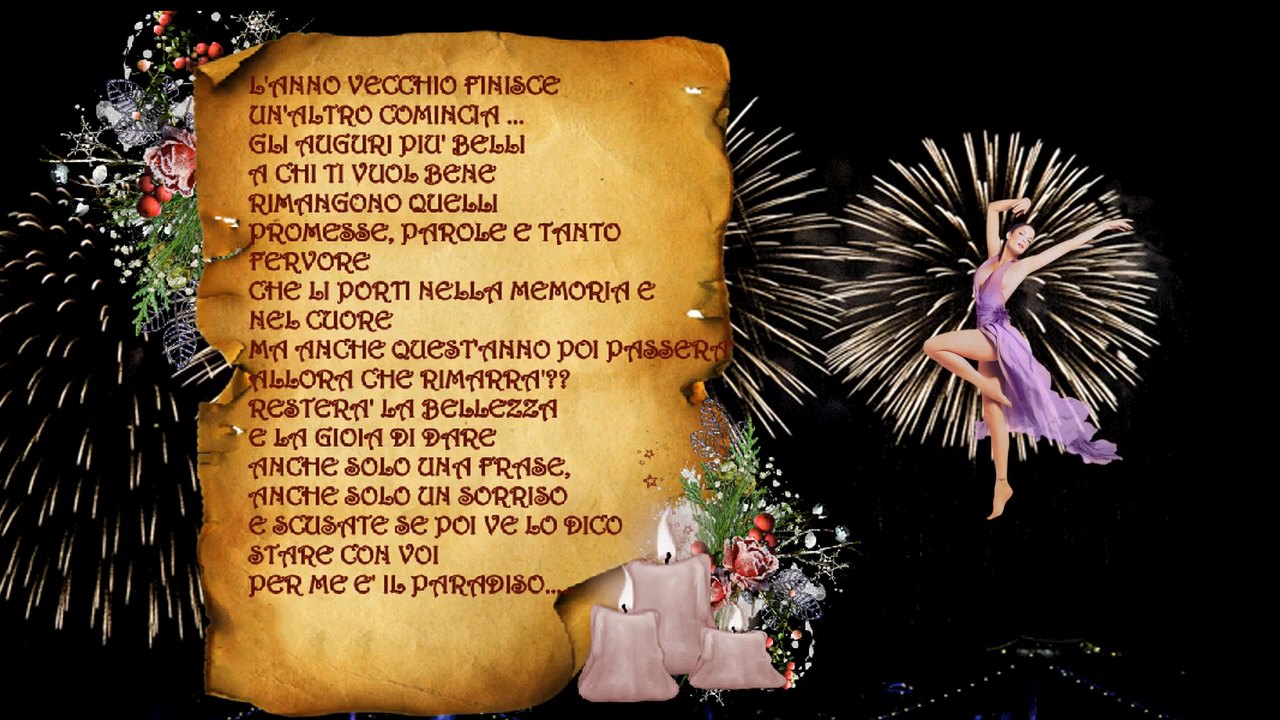 L'ANNO VECCHIO FINISCE
UN'ALTRO COMINCIA ...
GLI AUGURI PIU' BELLI
A CHI TI VUOL BENE
RIMANGONO QUELLI
PROMESSE, PAROLE E TANTO
FERVORE
CHE LI PORTI NELLA MEMORIA E
NEL CUORE
MA ANCHE QUEST'ANNO POI PASSERA'
ALLORA CHE RIMARRA'??
RESTERA' LA BELLEZZA
E LA GIOIA DI DARE
ANCHE SOLO UNA FRASE,
ANCHE SOLO UN SORRISO
E SCUSATE SE POI VE LO DICO
STARE CON VOI
PER ME E' IL PARADISO....